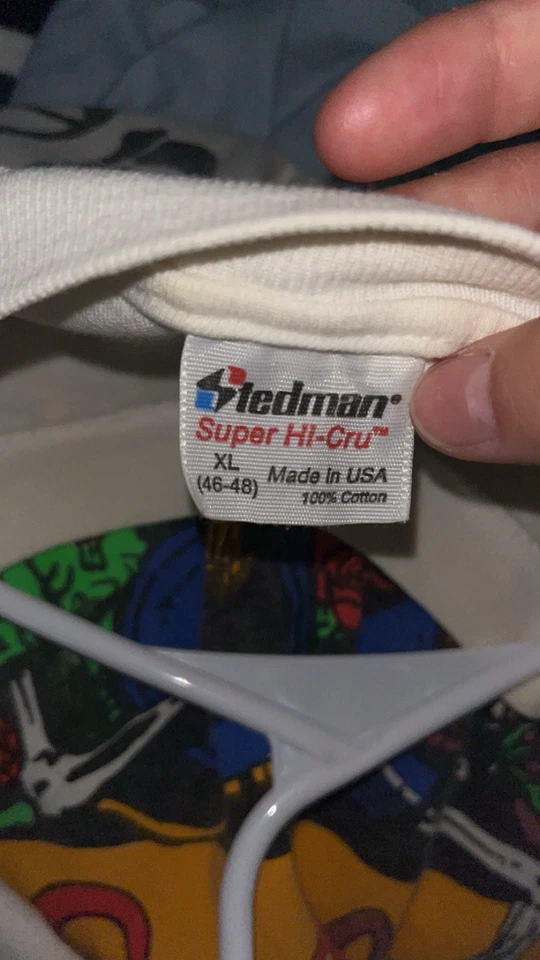 Stedman®
Super Hi-Cru™
XL
(46-48)
Made in USA
100% Cotton